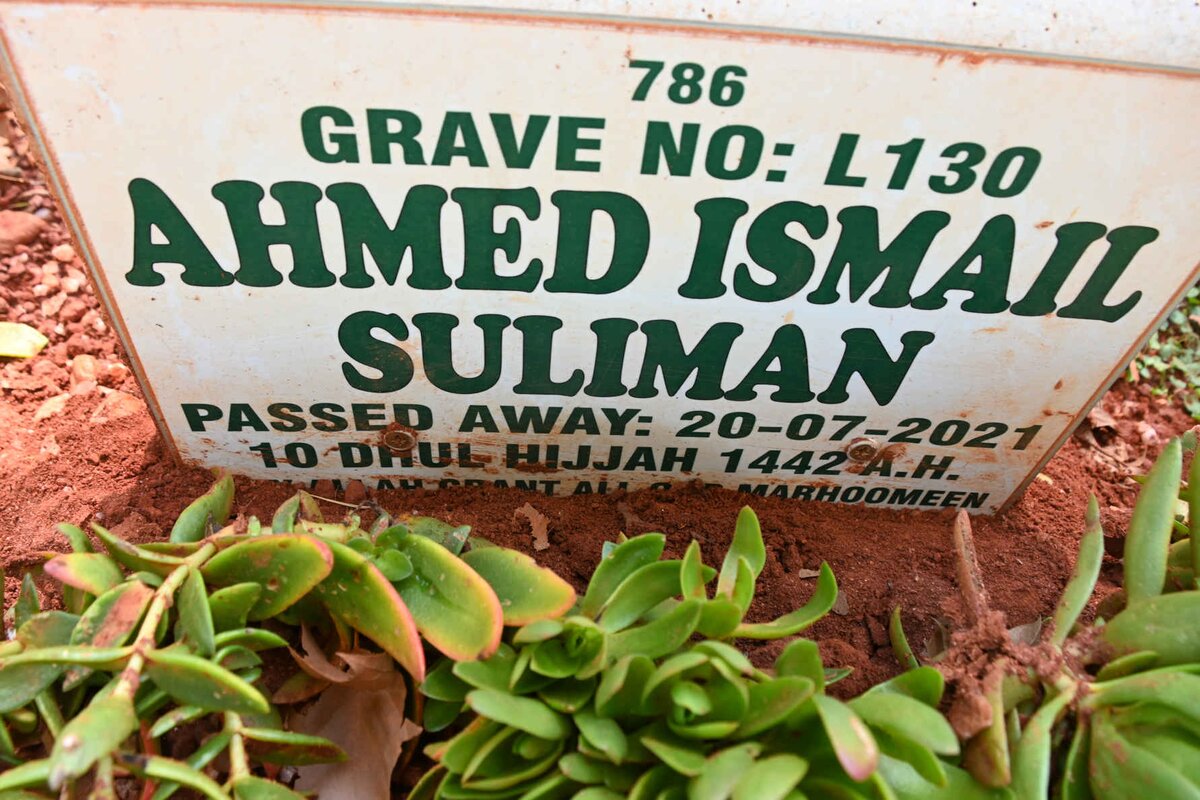 786
GRAVE NO: L130
AHMED ISMAIL
SULIMAN
PASSED AWAY: 20-07-2021
10 DHUL HIJJAH 1442 A.H.
GRANT ALL MARHOOMEEN